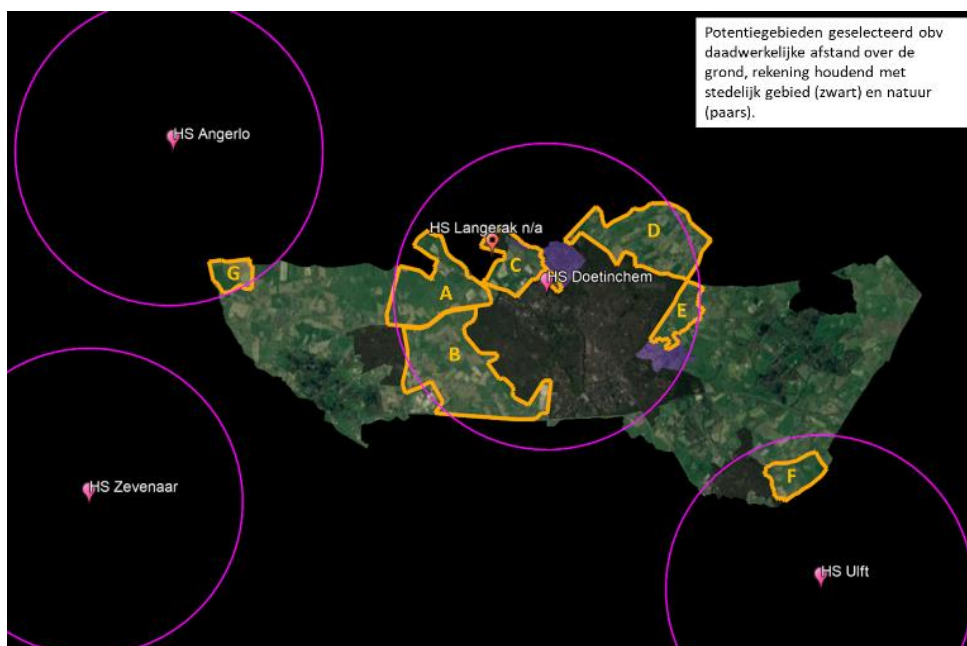 Potentiegebieden geselecteerd obv
daadwerkelijke afstand over de
grond, rekening houdend met
stedelijk gebied (zwart) en natuur
(paars).
HS Angerlo
HS Langerak n/a
D
C
G
HS Doetinchem
A
E
B
F
HS Zevenaar
HS Ulft